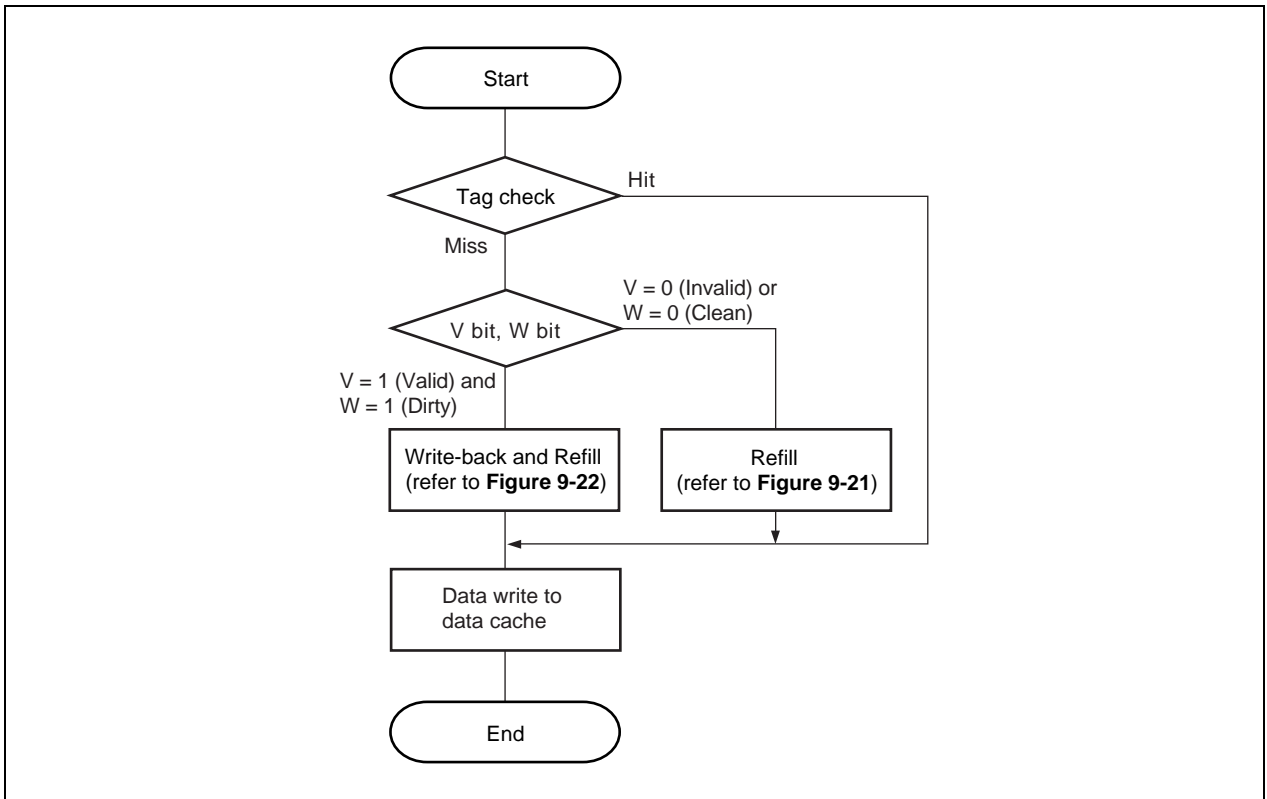 Start
Tag check
Hit
Miss
V = 0 (Invalid) or
W = 0 (Clean)
V bit, W bit
V = 1 (Valid) and
W = 1 (Dirty)
Write-back and Refill
(refer to Figure 9-22)
Refill
(refer to Figure 9-21)
Data write to
data cache
End